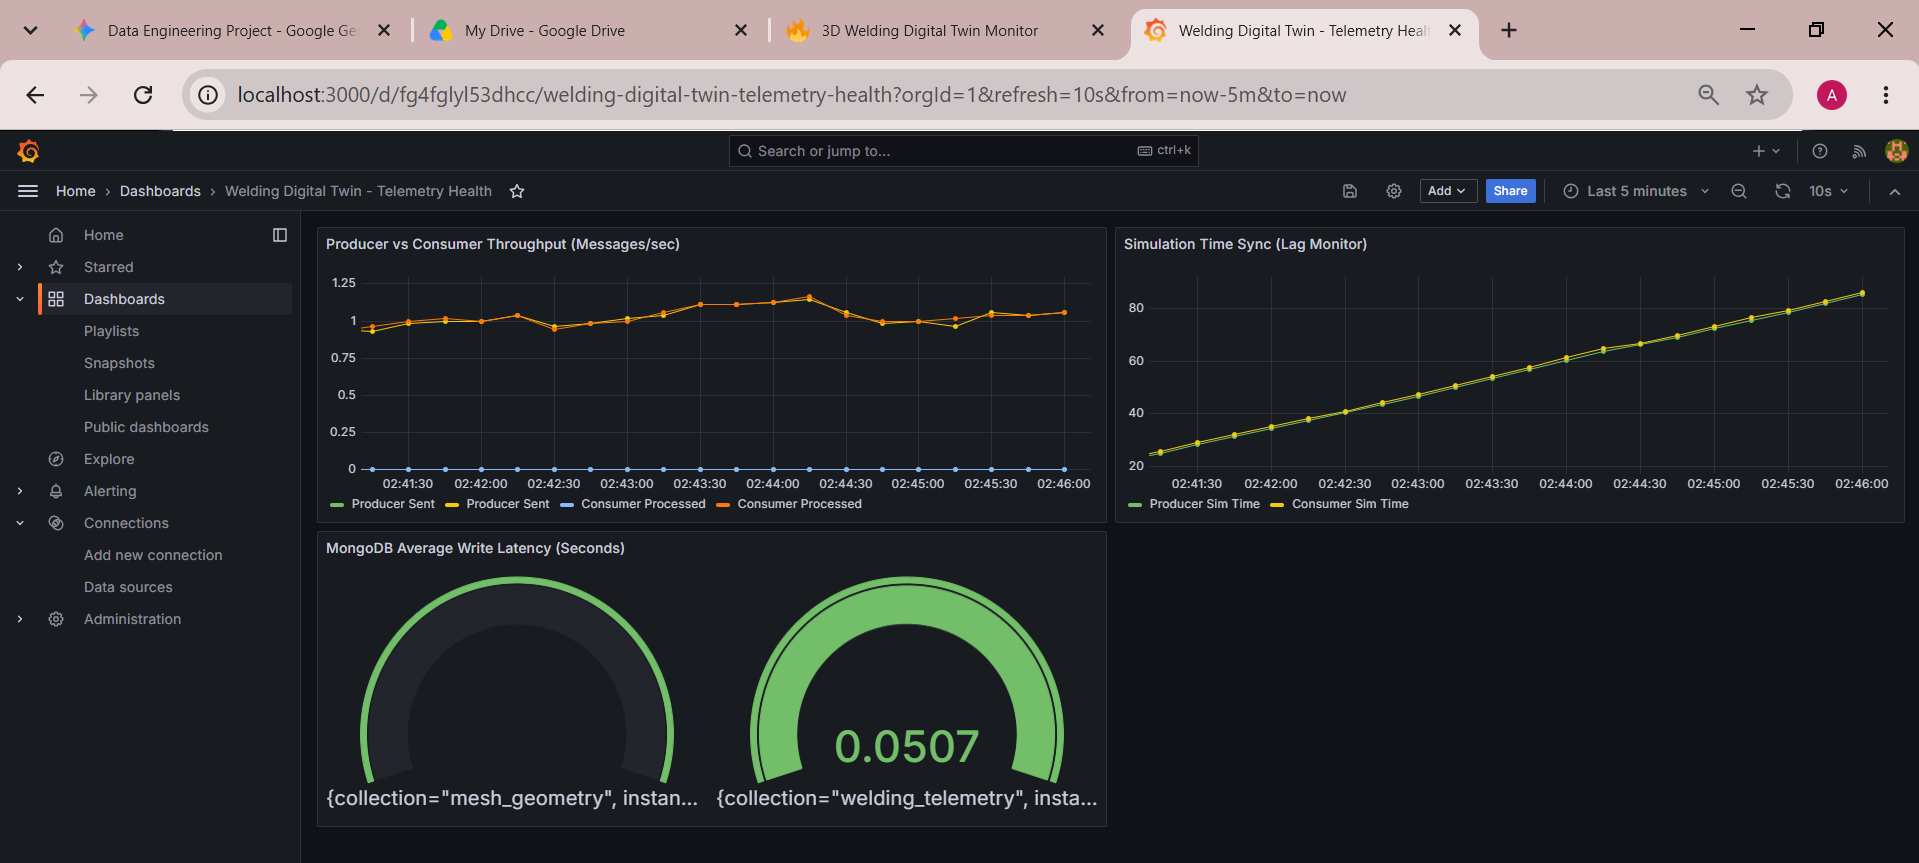 Data Engineering Project - Google Ge
My Drive - Google Drive
3D Welding Digital Twin Monitor
Welding Digital Twin - Telemetry Heal
localhost:3000/d/fg4fglyl53dhcc/welding-digital-twin-telemetry-health?orgId=1&refresh=10s&from=now-5m&to=now
A
Search or jump to...
ctrl+k
Home
Dashboards
Welding Digital Twin - Telemetry Health
Add
Share
Last 5 minutes
10s
Home
Starred
Dashboards
Playlists
Snapshots
Library panels
Public dashboards
Explore
Alerting
Connections
Add new connection
Data sources
Administration
Producer vs Consumer Throughput (Messages/sec)
1.25
1
0.75
0.5
0.25
0
02:41:30 02:42:00 02:42:30 02:43:00 02:43:30 02:44:00 02:44:30 02:45:00 02:45:30 02:46:00
Producer Sent Producer Sent Consumer Processed Consumer Processed
Simulation Time Sync (Lag Monitor)
80
60
40
20
02:41:30 02:42:00 02:42:30 02:43:00 02:43:30 02:44:00 02:44:30 02:45:00 02:45:30 02:46:00
Producer Sim Time Consumer Sim Time
MongoDB Average Write Latency (Seconds)
{collection="mesh_geometry", instan...
0.0507
{collection="welding_telemetry", insta...